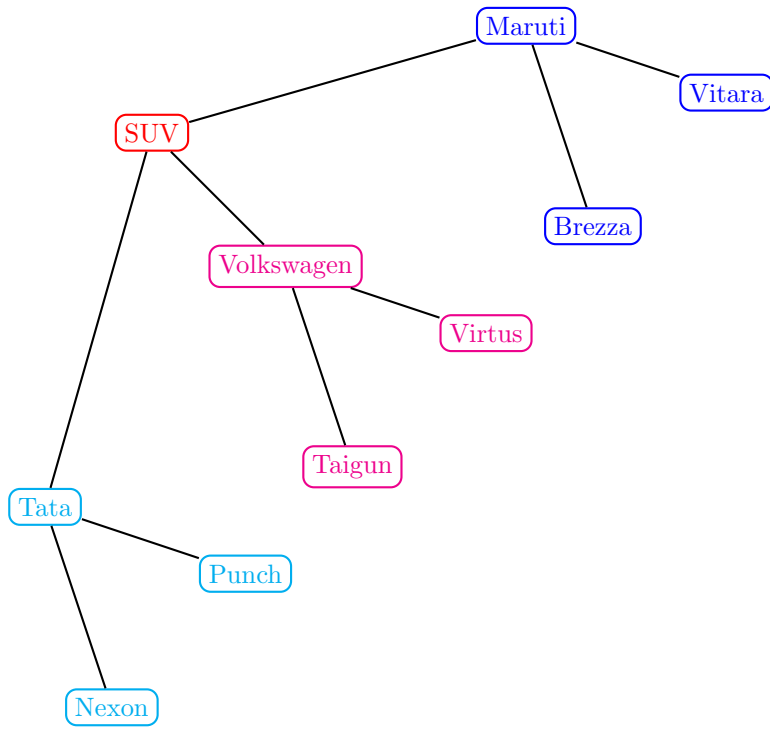 Maruti
Vitara
SUV
Brezza
Volkswagen
Virtus
Taigun
Tata
Punch
Nexon